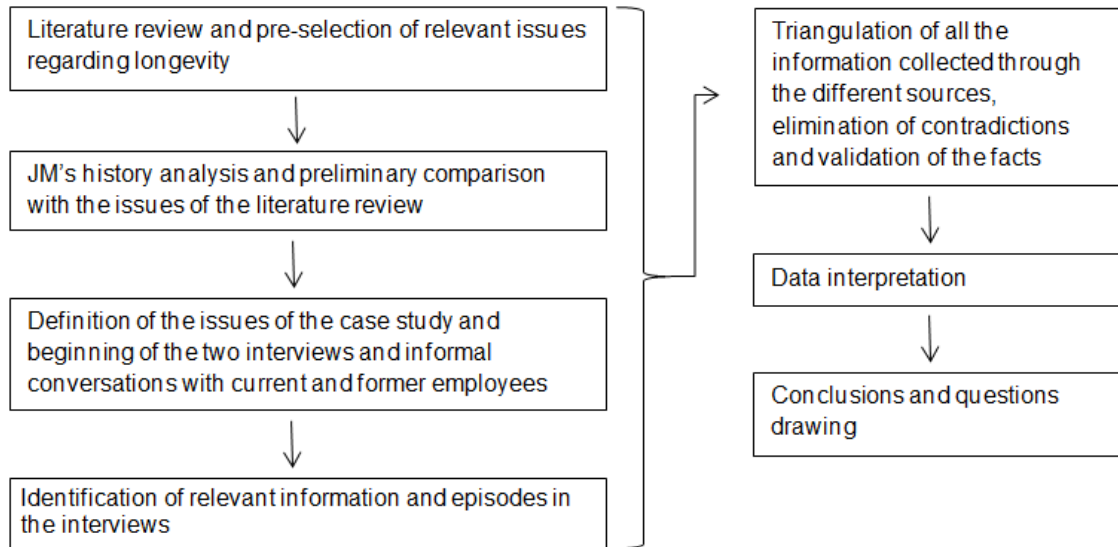 Literature review and pre-selection of relevant issues
regarding longevity
JM's history analysis and preliminary comparison
with the issues of the literature review
Definition of the issues of the case study and
beginning of the two interviews and informal
conversations with current and former employees
Identification of relevant information and episodes in
the interviews
Triangulation of all the
information collected through
the different sources,
elimination of contradictions
and validation of the facts
Data interpretation
Conclusions and questions
drawing